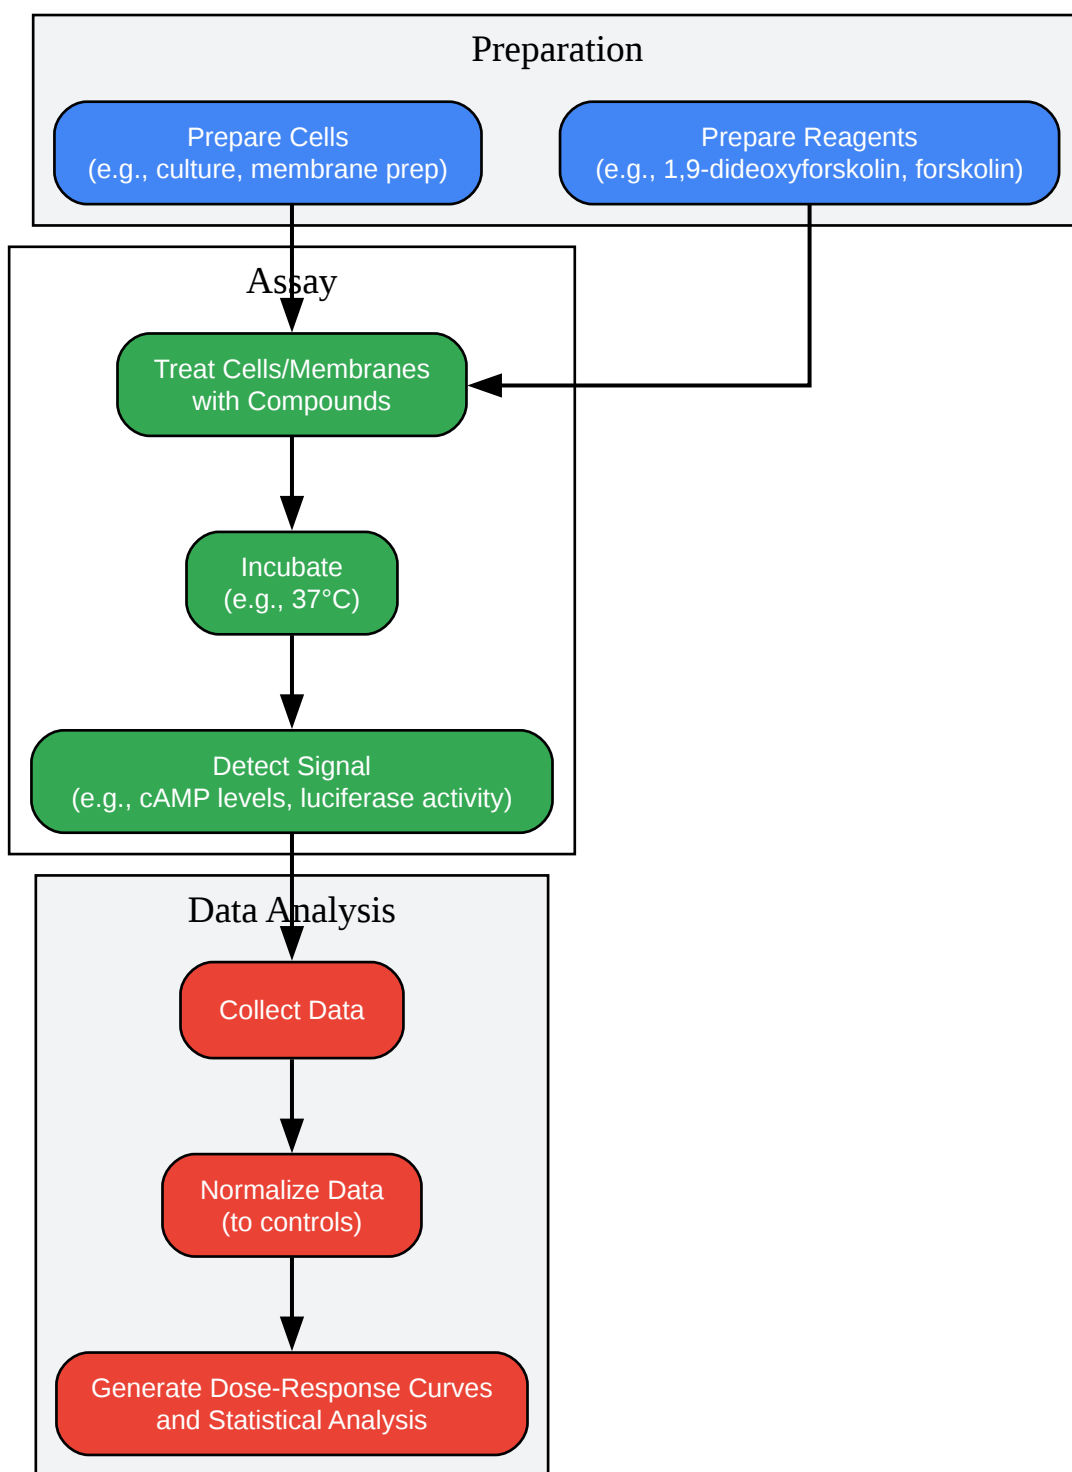 Preparation
Prepare Cells
(e.g., culture, membrane prep)
Prepare Reagents
(e.g., 1,9-dideoxyforskolin, forskolin)
Assay
Treat Cells/Membranes
with Compounds
Incubate
(e.g., 37°C)
Detect Signal
(e.g., cAMP levels, luciferase activity)
Data Analysis
Collect Data
Normalize Data
(to controls)
Generate Dose-Response Curves
and Statistical Analysis